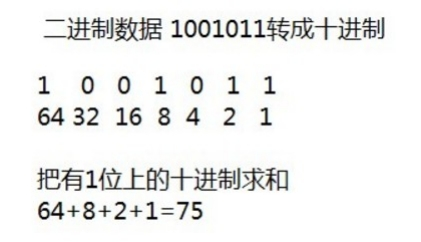 二进制数据 1001011转成十进制
1 0 0 1 0 1 1
64 32 16 8 4 2 1
把有1位上的十进制求和
64+8+2+1=75